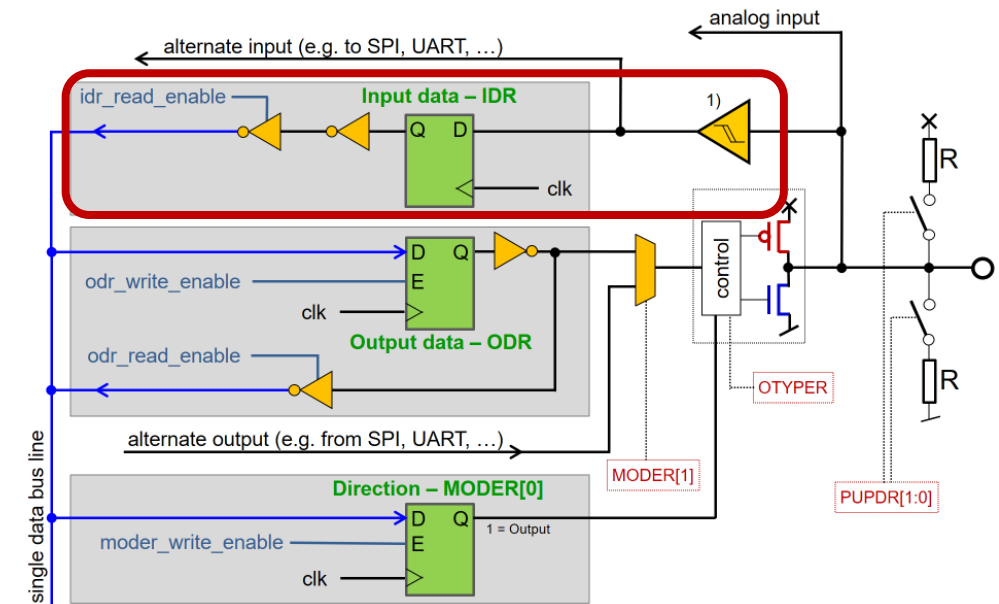 analog input
alternate input (e.g. to SPI, UART, …)
idr_read_enable
Input data – IDR
1)
Q D
R
clk
D Q
odr_write_enable
E
control
clk
Output data – ODR
odr_read_enable
R
OTYPER
alternate output (e.g. from SPI, UART, …)
MODER[1]
PUPDR[1:0]
Direction – MODER[0]
D Q
1 = Output
moder_write_enable
E
clk
single data bus line